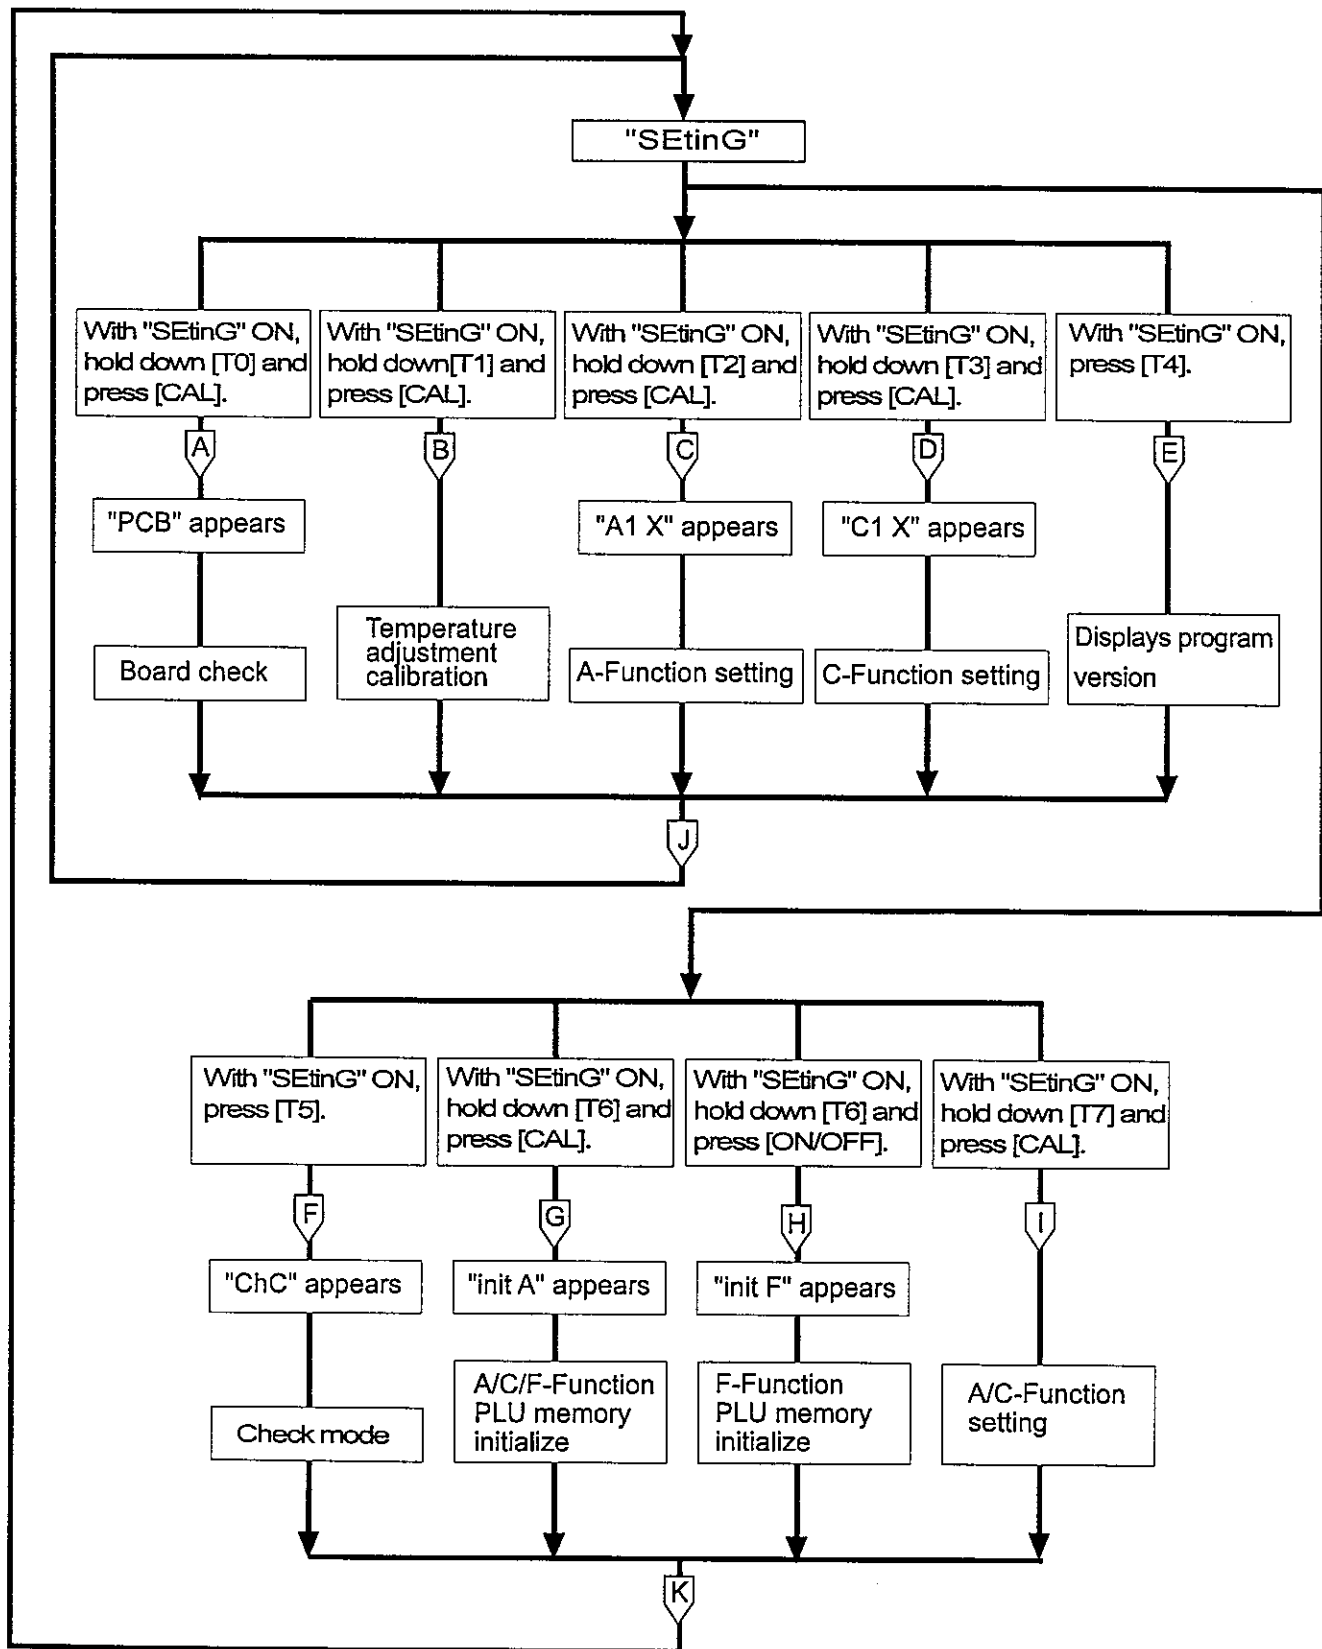 "SEtinG"
With "SEtinG" ON,
hold down [T0] and
press [CAL].
With "SEtinG" ON,
hold down[T1] and
press [CAL].
With "SEtinG" ON,
hold down [T2] and
press [CAL].
With "SEtinG" ON,
hold down [T3] and
press [CAL].
With "SEtinG" ON,
press [T4].
A
B
C
D
E
"PCB" appears
"A1 X" appears
"C1 X" appears
Board check
Temperature
adjustment
calibration
A-Function setting
C-Function setting
Displays program
version
J
With "SEtinG" ON,
press [T5].
With "SEtinG" ON,
hold down [T6] and
press [CAL].
With "SEtinG" ON,
hold down [T6] and
press [ON/OFF].
With "SEtinG" ON,
hold down [T7] and
press [CAL].
F
G
H
I
"ChC" appears
"init A" appears
"init F" appears
Check mode
A/C/F-Function
PLU memory
initialize
F-Function
PLU memory
initialize
A/C-Function
setting
K